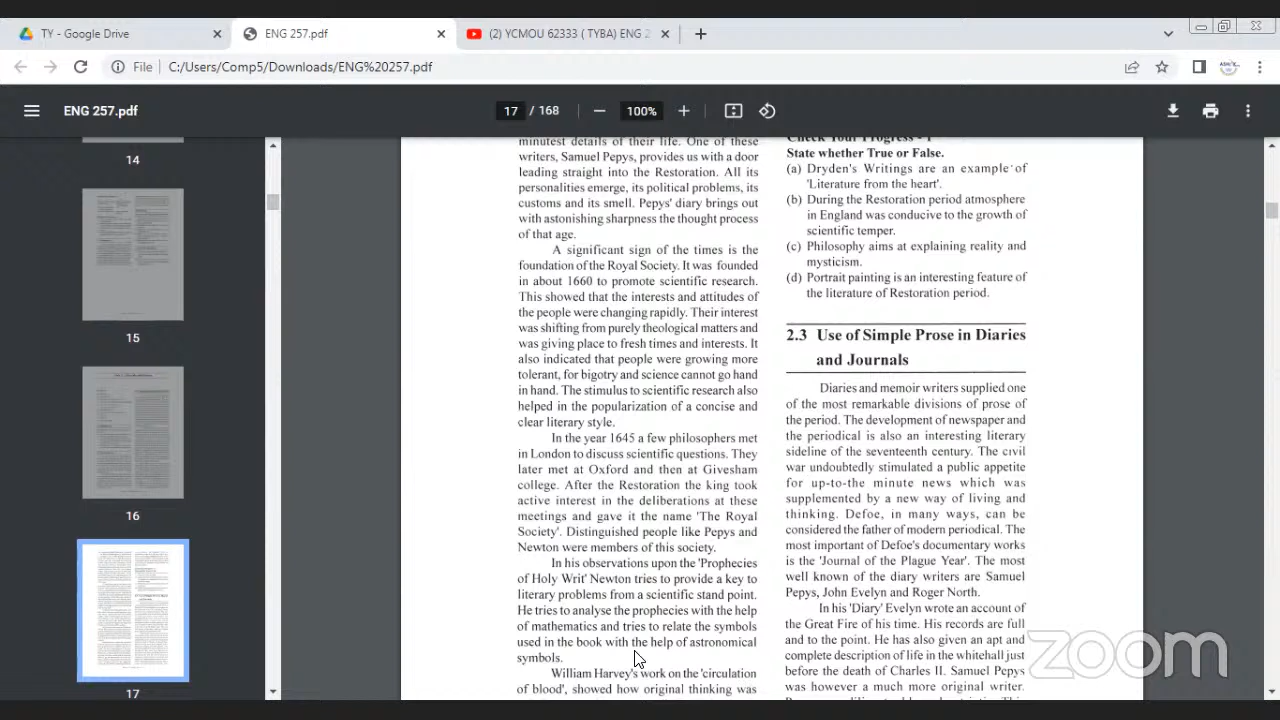 TY - Google Drive
ENG 257.pdf
(2) YCMOU 62333 ( TYBA) ENG 2
File
C:/Users/Comp5/Downloads/ENG%20257.pdf
ENG 257.pdf
17 / 168
100%
14
15
16
17
minutest details of their life. One of these
writers, Samuel Pepys, provides us with a door
leading straight into the Restoration. All its
personalities emerge, its political problems, its
customs and its smell. Pepys' diary brings out
with astonishing sharpness the thought process
of that age.
A significant sign of the times is the
foundation of the Royal Society. It was founded
in about 1660 to promote scientific research.
This showed that the interests and attitudes of
the people were changing rapidly. Their interest
was shifting from purely theological matters and
was giving place to fresh times and interests. It
also indicated that people were growing more
tolerant, for bigotry and science cannot go hand
in hand. The stimulus to scientific research also
helped in the popularization of a concise and
clear literary style.
In the year 1645 a few philosophers met
in London to discuss scientific questions. They
later met at Oxford and then at Givesham
college. After the Restoration the king took
active interest in the deliberations at these
meetings and gave it the name 'The Royal
Society'. Distinguished people like Pepys and
Newton were members of this society.
In his observations upon the 'Prophecies
of Holy writ' Newton tries to provide a key to
literary problems from a scientific stand point.
He tries to analyse the prophecies with the help
of mathematics and tries to relate the symbols
used in the book with the help of astronomical
symbols.
William Harvey's work on the 'circulation
of blood', showed how original thinking was
Check Your Progress - 1
State whether True or False.
(a) Dryden's Writings are an example of
'Literature from the heart'.
(b) During the Restoration period atmosphere
in England was conducive to the growth of
scientific temper.
(c) Philosophy aims at explaining reality and
mysticism.
(d) Portrait painting is an interesting feature of
the literature of Restoration period.
2.3 Use of Simple Prose in Diaries
and Journals
Diaries and memoir writers supplied one
of the most remarkable divisions of prose of
the period. The development of newspaper and
the periodical is also an interesting literary
sideline of the seventeenth century. The civil
war undoubtedly stimulated a public appetite
for up-to-the minute news which was
supplemented by a new way of living and
thinking. Defoe, in many ways, can be
considered the father of modern periodical. The
most important of Defoe's documentary works
is the 'Journal of the Plague Year'. The most
well known of the diary writers are Samuel
Pepys, John Evelyn and Roger North.
In his 'Diary' Evelyn wrote an account of
the Great Fire of his time. His records are full
and to the point. He has also given an apt and
comic description of life in the whitehall just
before the death of Charles II. Samuel Pepys
was however a much more original writer.
zoom